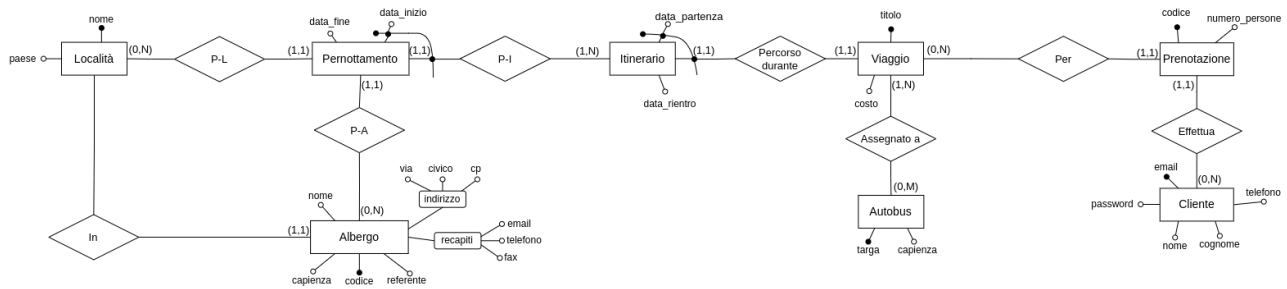 nome
paese
Località
(0,N)
P-L
(1,1)
data_fine
data_inizio
Pernottamento
(1,1)
(1,1)
P-I
(1,N)
data_partenza
Itinerario
(1,1)
data_rientro
Percorso
durante
(1,1)
titolo
Viaggio
(0,N)
costo
(1,N)
Per
(1,1)
codice
numero_persone
Prenotazione
(1,1)
P-A
Assegnato a
Effettua
via
civico
cp
indirizzo
nome
(0,N)
In
(1,1)
Albergo
recapiti
email
telefono
fax
capienza
codice
referente
(0,M)
Autobus
targa
capienza
email
(0,N)
telefono
password
Cliente
nome
cognome